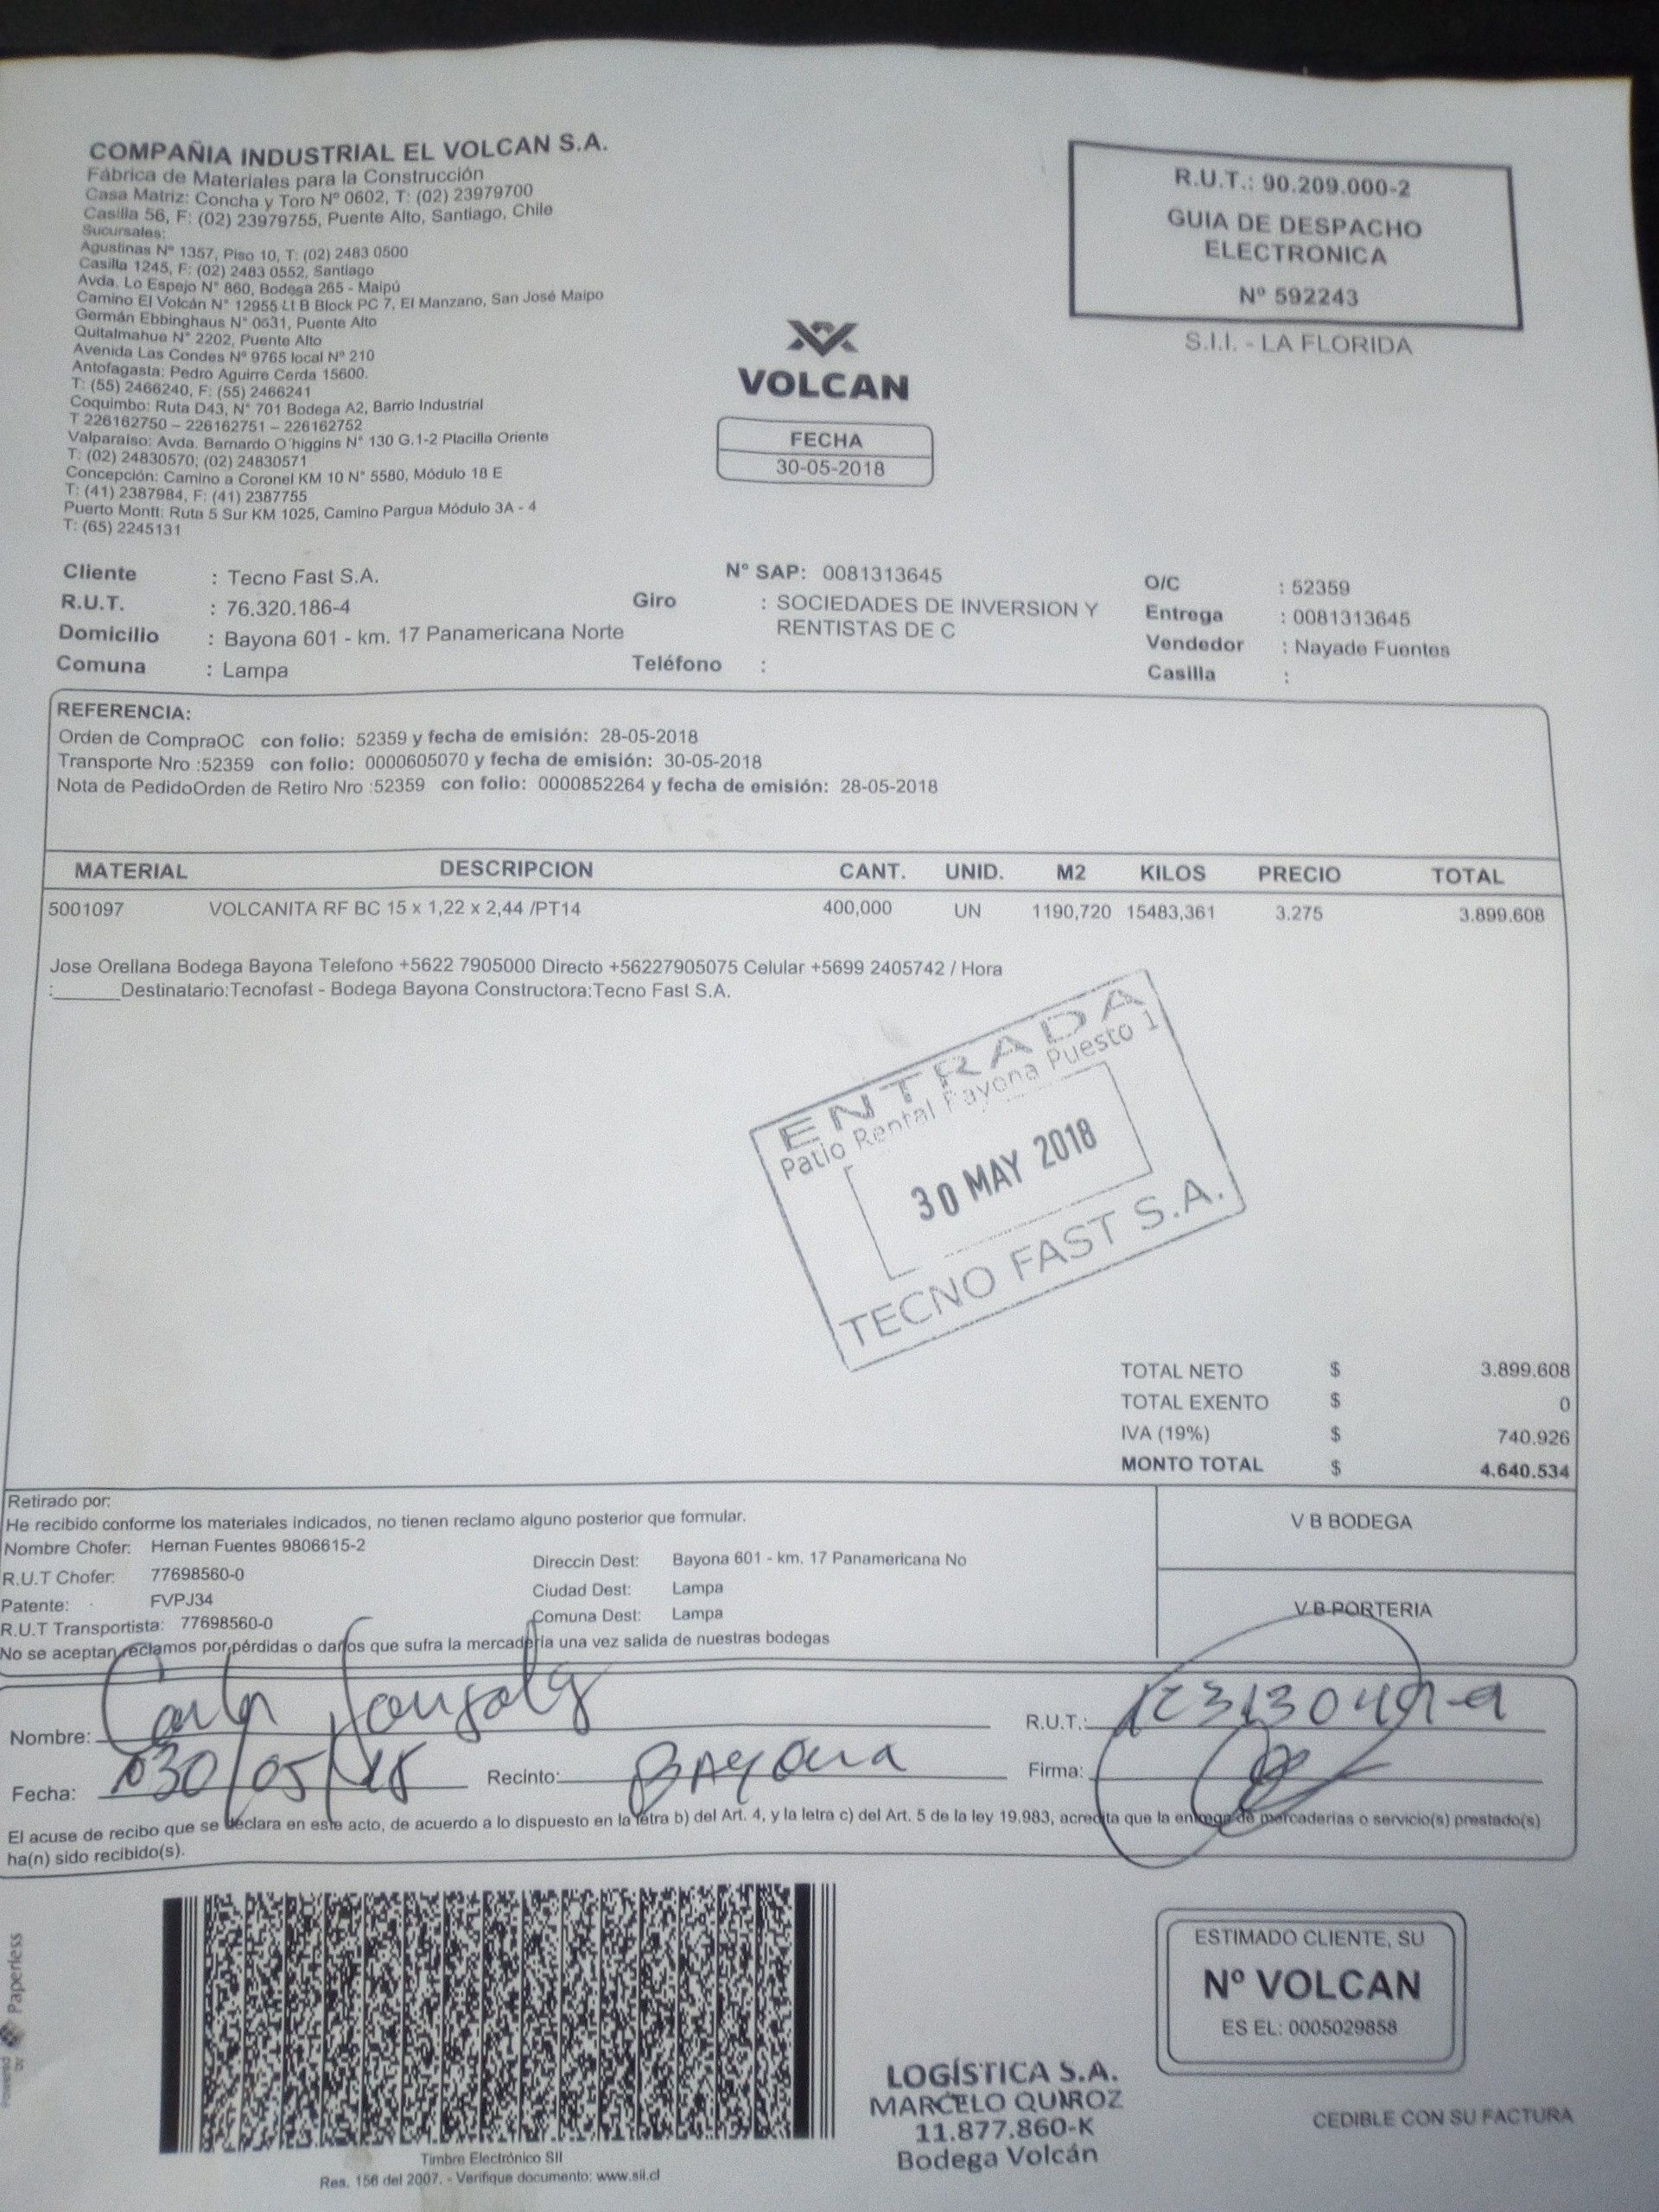 COMPAÑIA INDUSTRIAL EL VOLCAN S.A.
Fábrica de Materiales para la Construcción
Casa Matriz: Concha y Toro Nº 0602, T: (02) 23979700
Casilla 56, F: (02) 23979755, Puente Alto, Santiago, Chile
Sucursales:
Agustinas Nº 1357, Piso 10, T: (02) 2483 0500
Casilla 1245, F: (02) 2483 0552, Santiago
Avda. Lo Espejo N° 860, Bodega 265 - Maipú
Camino El Volcán N° 12955 LI B Block PC 7, El Manzano, San José Maipo
Germán Ebbinghaus N° 0631, Puente Alto
Quitalmahue N° 2202, Puente Alto
Avenida Las Condes Nº 9765 local Nº 210
Antofagasta: Pedro Aguirre Cerda 15600.
T: (55) 2466240, F: (55) 2466241
Coquimbo: Ruta D43, N° 701 Bodega A2, Barrio Industrial
T 226162750 – 226162751 – 226162752
Valparaiso: Avda. Bernardo O´higgins N° 130 G.1-2 Placilla Oriente
T: (02) 24830570; (02) 24830571
Concepción: Camino a Coronel KM 10 N° 5580, Módulo 18 E
T: (41) 2387984, F: (41) 2387755
Puerto Montt: Ruta 5 Sur KM 1025, Camino Pargua Módulo 3A - 4
T: (65) 2245131
VOLCAN
FECHA
30-05-2018
R.U.T.: 90.209.000-2
GUIA DE DESPACHO
ELECTRONICA
Nº 592243
S.I.I. - LA FLORIDA
Cliente : Tecno Fast S.A.
R.U.T. : 76.320.186-4
Domicilio : Bayona 601 - km. 17 Panamericana Norte
Comuna : Lampa
N° SAP: 0081313645
Giro : SOCIEDADES DE INVERSION Y
RENTISTAS DE C
Teléfono :
O/C : 52359
Entrega : 0081313645
Vendedor : Nayade Fuentes
Casilla :
REFERENCIA:
Orden de CompraOC con folio: 52359 y fecha de emisión: 28-05-2018
Transporte Nro :52359 con folio: 0000605070 y fecha de emisión: 30-05-2018
Nota de PedidoOrden de Retiro Nro :52359 con folio: 0000852264 y fecha de emisión: 28-05-2018
MATERIAL DESCRIPCION CANT. UNID. M2 KILOS PRECIO TOTAL
5001097 VOLCANITA RF BC 15 x 1,22 x 2,44 /PT14 400,000 UN 1190,720 15483,361 3.275 3.899.608
Jose Orellana Bodega Bayona Telefono +5622 7905000 Directo +56227905075 Celular +5699 2405742 / Hora
:______Destinatario:Tecnofast - Bodega Bayona Constructora:Tecno Fast S.A.
ENTRADA
Patio Rental Bayona Puesto 1
30 MAY 2018
TECNO FAST S.A.
TOTAL NETO $ 3.899.608
TOTAL EXENTO $ 0
IVA (19%) $ 740.926
MONTO TOTAL $ 4.640.534
Retirado por:
He recibido conforme los materiales indicados, no tienen reclamo alguno posterior que formular.
Nombre Chofer: Hernan Fuentes 9806615-2
R.U.T Chofer: 77698560-0
Patente: FVPJ34
R.U.T Transportista: 77698560-0
Direccin Dest: Bayona 601 - km. 17 Panamericana No
Ciudad Dest: Lampa
Comuna Dest: Lampa
No se aceptan reclamos por pérdidas o daños que sufra la mercadería una vez salida de nuestras bodegas
V B BODEGA
V B PORTERIA
Nombre:
R.U.T.:
Fecha: 30/05/18 Recinto: BAYona Firma:
El acuse de recibo que se declara en este acto, de acuerdo a lo dispuesto en la letra b) del Art. 4, y la letra c) del Art. 5 de la ley 19.983, acredita que la entrega de mercaderias o servicio(s) prestado(s)
ha(n) sido recibido(s).
Powered by Paperless
Timbre Electrónico SII
Res. 156 del 2007. - Verifique documento: www.sii.cl
LOGÍSTICA S.A.
MARCELO QUIROZ
11.877.860-K
Bodega Volcán
ESTIMADO CLIENTE, SU
Nº VOLCAN
ES EL: 0005029858
CEDIBLE CON SU FACTURA